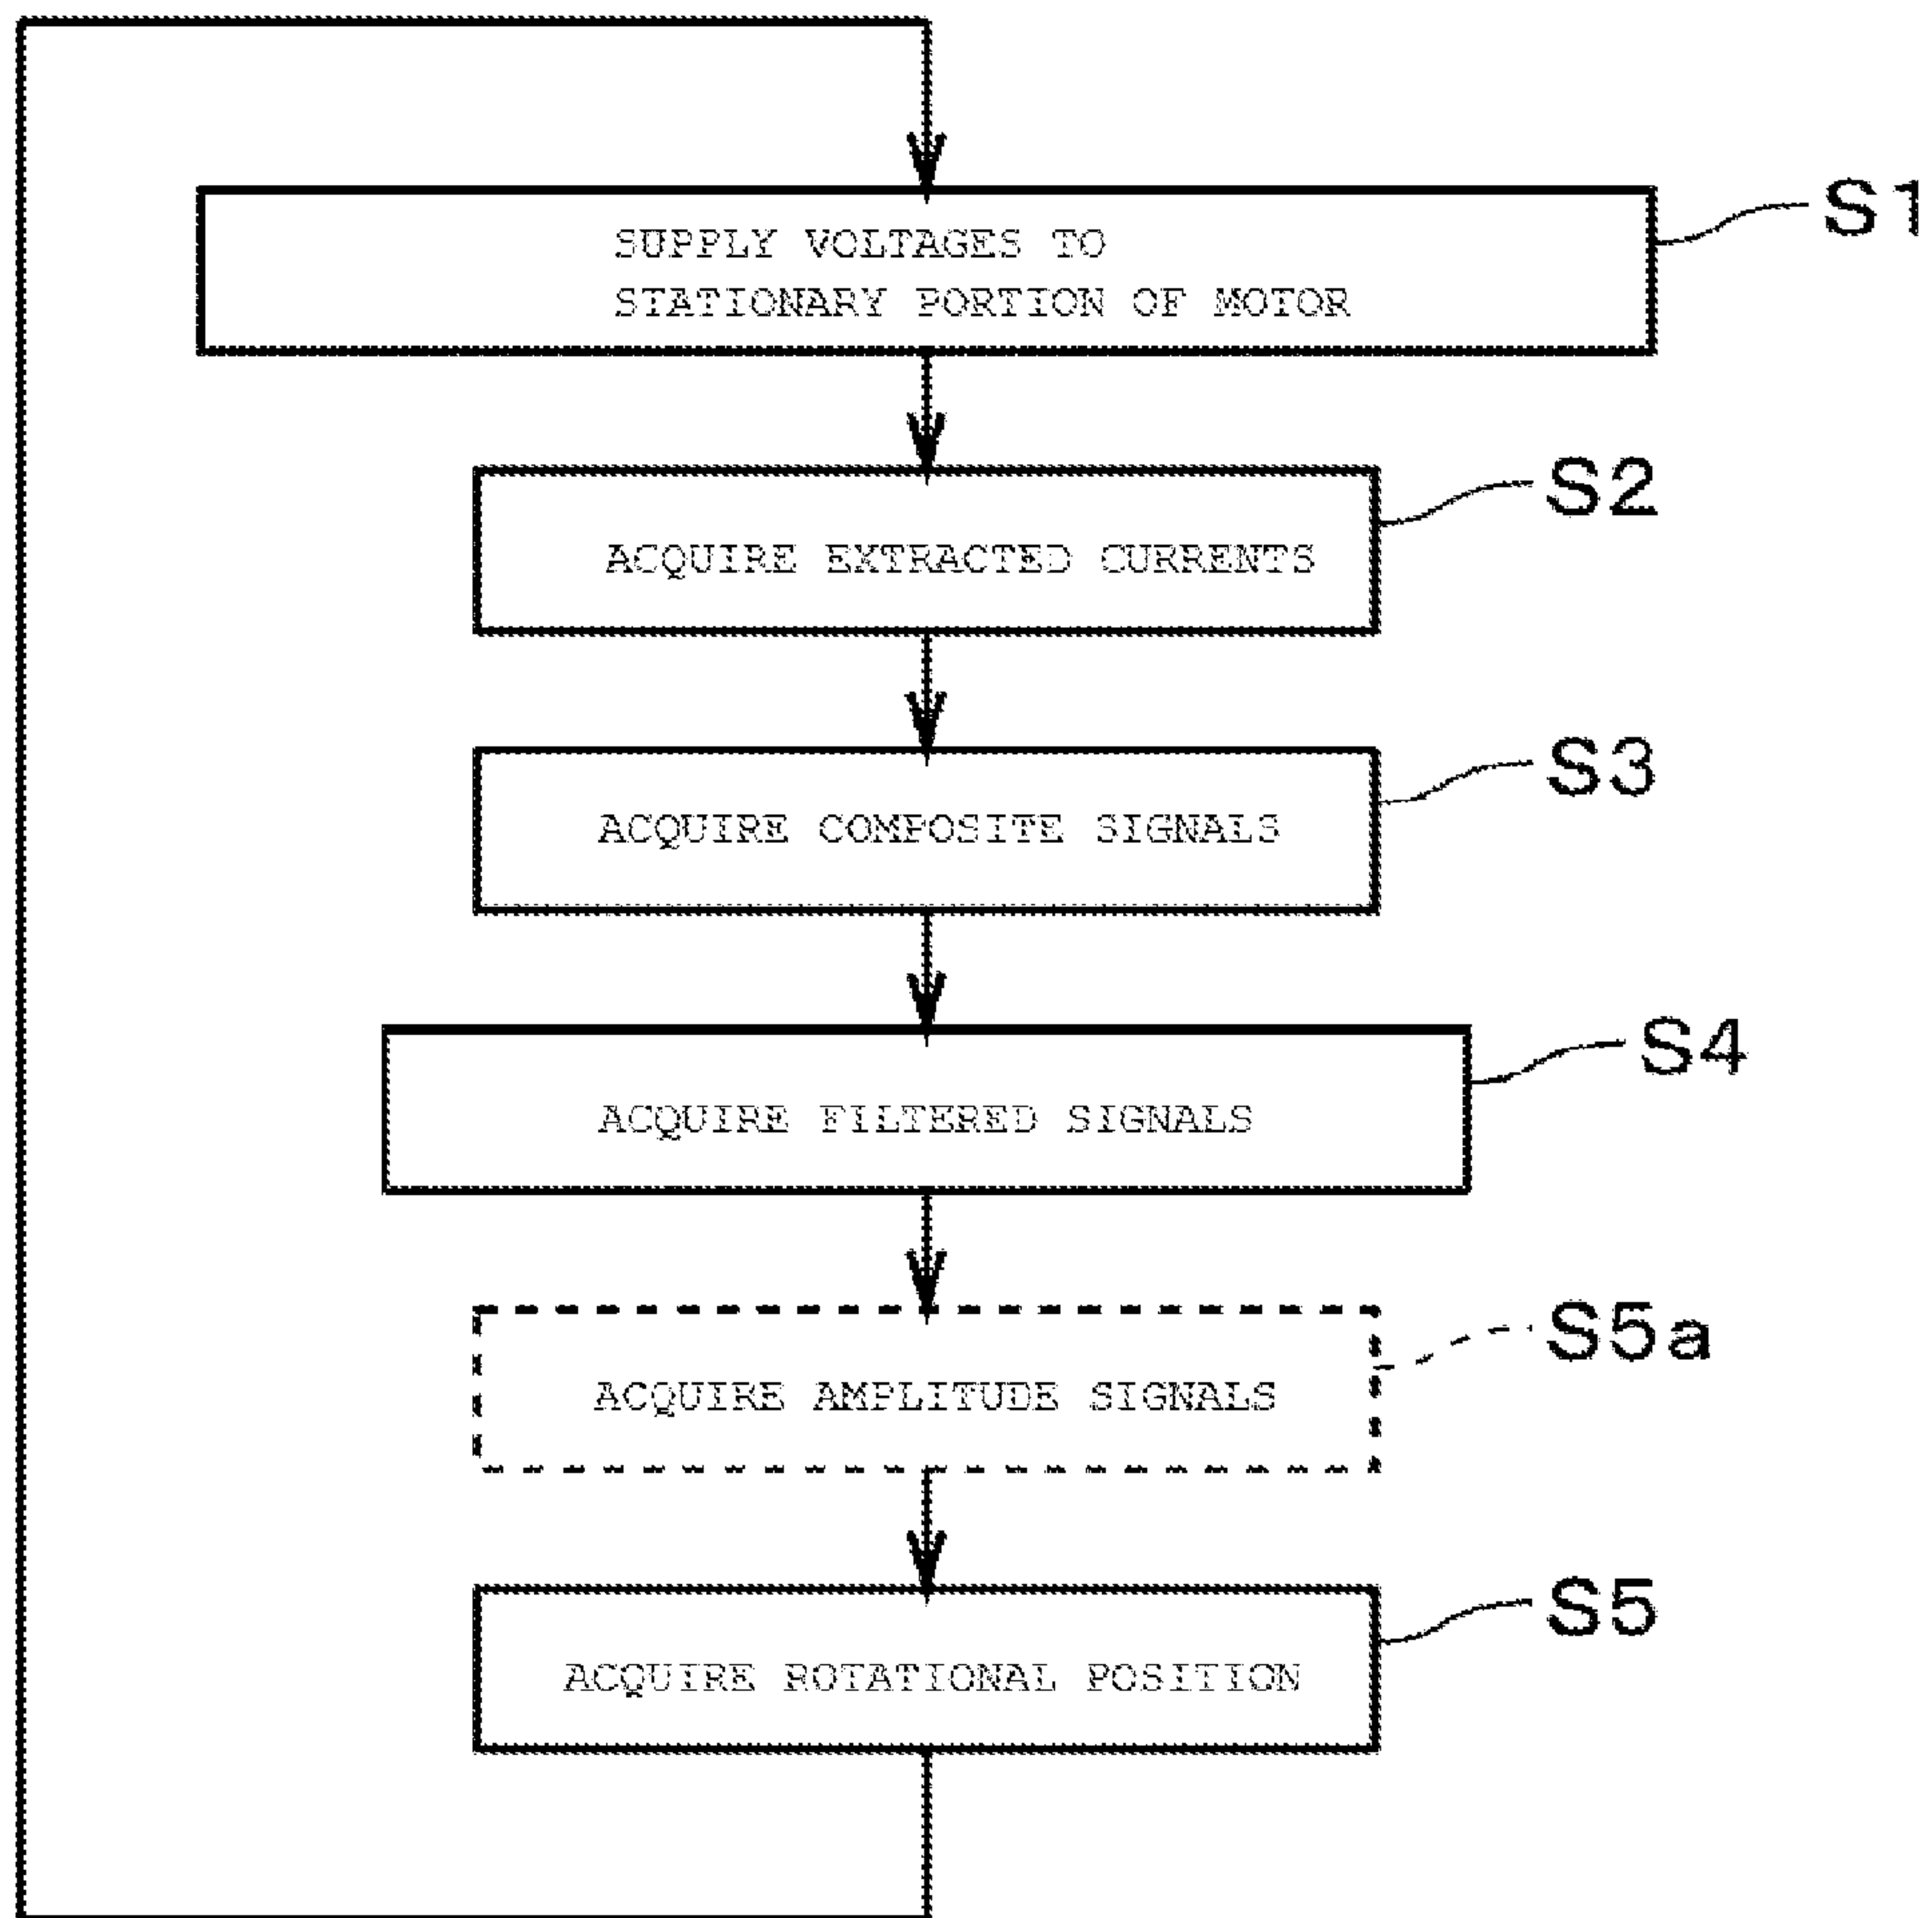 SUPPLY VOLTAGES TO
STATIONARY PORTION OF MOTOR
S1
ACQUIRE EXTRACTED CURRENTS
S2
ACQUIRE COMPOSITE SIGNALS
S3
ACQUIRE FILTERED SIGNALS
S4
ACQUIRE AMPLITUDE SIGNALS
S5a
ACQUIRE ROTATIONAL POSITION
S5